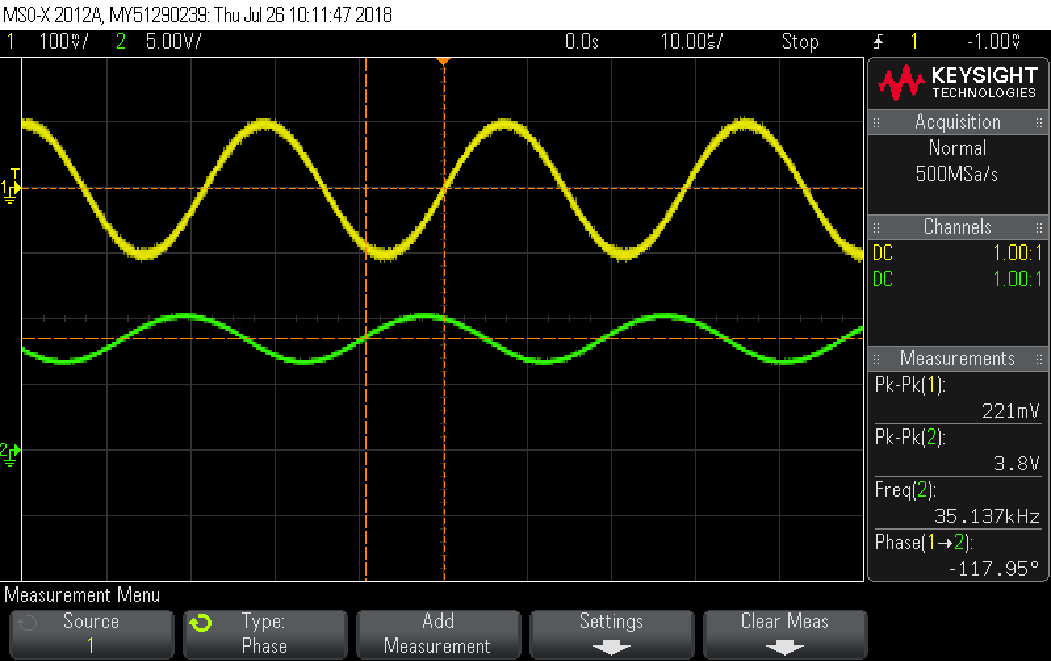 MSO-X 2012A, MY51290239: Thu Jul 26 10:11:47 2018
1 100mV/ 2 5.00V/ 0.0s 10.00us/ Stop 1 -1.00mV
KEYSIGHT
TECHNOLOGIES
Acquisition
Normal
500MSa/s
Channels
DC 1.00:1
DC 1.00:1
Measurements
Pk-Pk(1):
221mV
Pk-Pk(2):
3.8V
Freq(2):
35.137kHz
Phase(1→2):
-117.95°
T
1
2
Measurement Menu
Source
1
Type:
Phase
Add
Measurement
Settings
Clear Meas